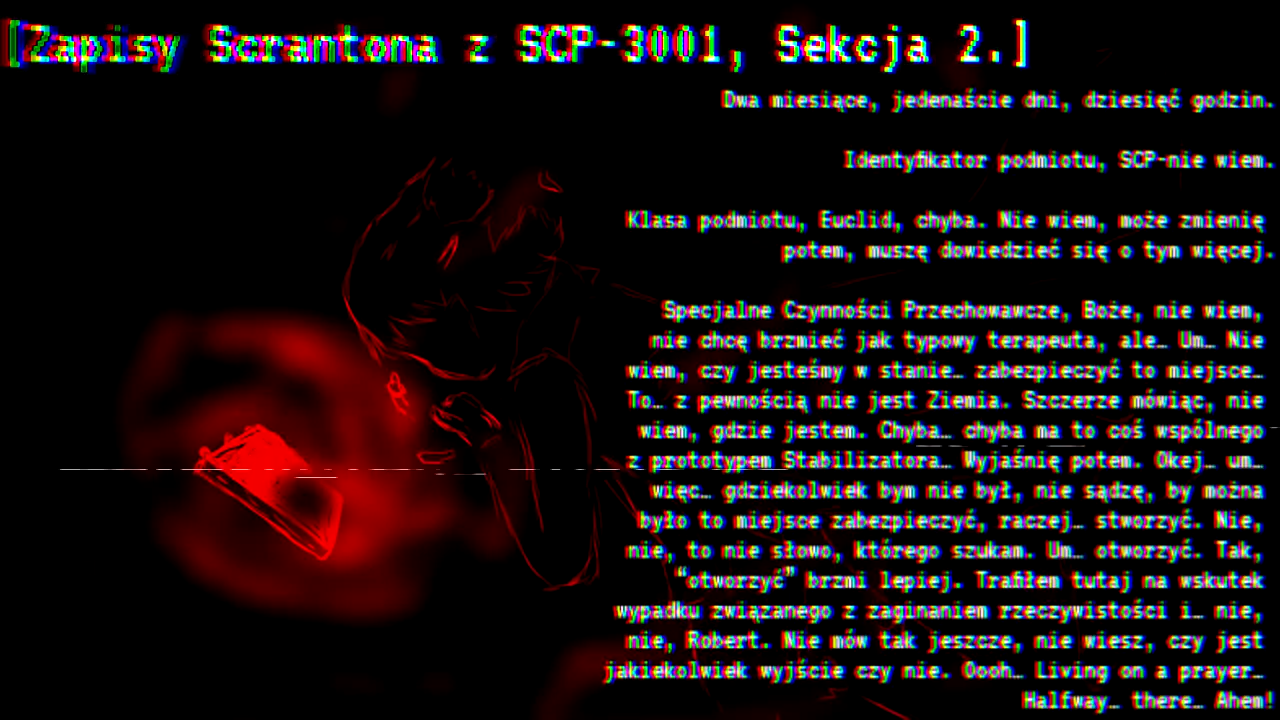 [Zapisy Scrantona z SCP-3001, Sekcja 2.]
Dwa miesiące, jedenaście dni, dziesięć godzin.
Identyfikator podmiotu, SCP-nie wiem.
Klasa podmiotu, Euclid, chyba. Nie wiem, może zmienię
potem, muszę dowiedzieć się o tym więcej.
Specjalne Czynności Przechowawcze, Boże, nie wiem,
nie chcę brzmieć jak typowy terapeuta, ale… Um… Nie
wiem, czy jesteśmy w stanie… zabezpieczyć to miejsce…
To… z pewnością nie jest Ziemia. Szczerze mówiąc, nie
wiem, gdzie jestem. Chyba… chyba ma to coś wspólnego
z prototypem Stabilizatora… Wyjaśnię potem. Okej… um…
więc… gdziekolwiek bym nie był, nie sądzę, by można
było to miejsce zabezpieczyć, raczej… stworzyć. Nie,
nie, to nie słowo, którego szukam. Um… otworzyć. Tak,
“otworzyć” brzmi lepiej. Trafiłem tutaj na wskutek
wypadku związanego z zaginaniem rzeczywistości i… nie,
nie, Robert. Nie mów tak jeszcze, nie wiesz, czy jest
jakiekolwiek wyjście czy nie. Oooh… Living on a prayer…
Halfway… there… Ahem!